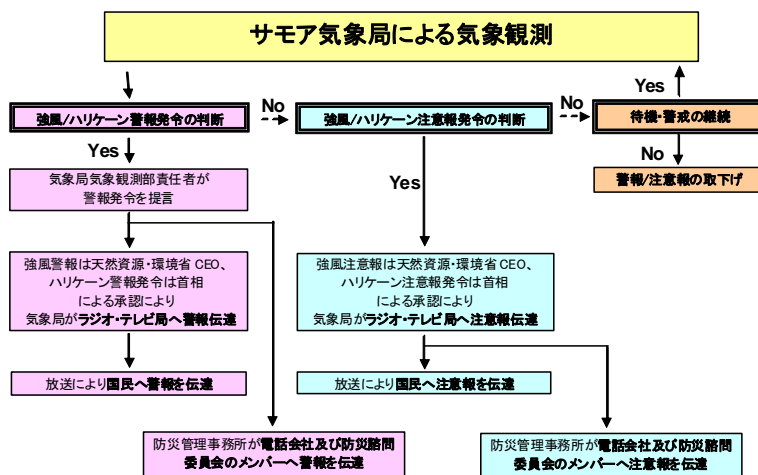 サモア気象局による気象観測
Yes
強風/ハリケーン警報発令の判断
No
強風/ハリケーン注意報発令の判断
No
待機・警戒の継続
Yes
No
気象局気象観測部責任者が
警報発令を提言
Yes
警報/注意報の取下げ
強風警報は天然資源・環境省 CEO、
ハリケーン警報発令は首相
による承認により
気象局がラジオ・テレビ局へ警報伝達
強風注意報は天然資源・環境省 CEO、
ハリケーン注意報発令は首相
による承認により
気象局がラジオ・テレビ局へ注意報伝達
放送により国民へ警報を伝達
放送により国民へ注意報を伝達
防災管理事務所が電話会社及び防災諮問
委員会のメンバーへ警報を伝達
防災管理事務所が電話会社及び防災諮問
委員会のメンバーへ注意報を伝達